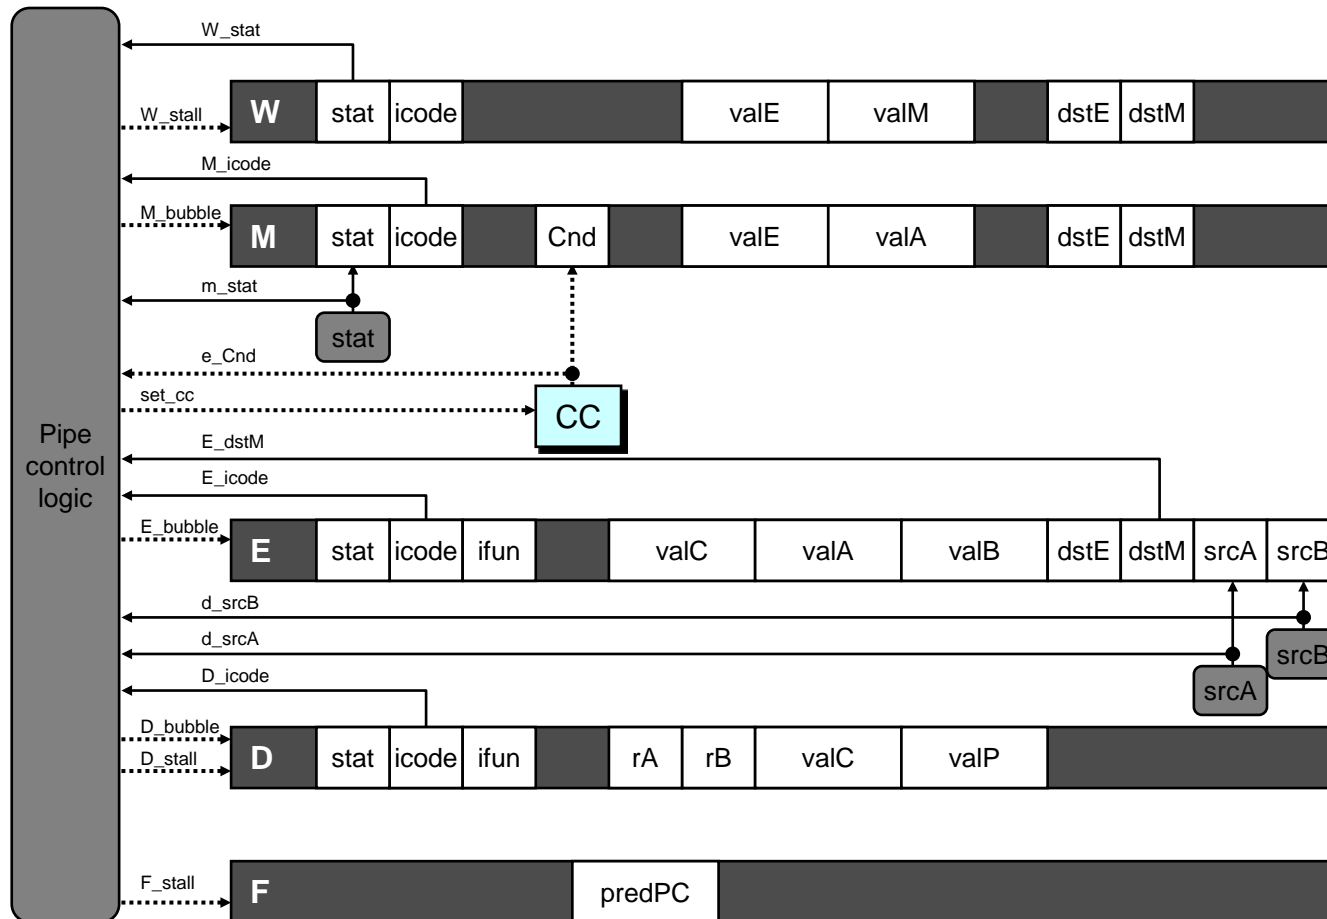 W_stat
W_stall
W stat icode valE valM dstE dstM
M_icode
M_bubble
M stat icode Cnd valE valA dstE dstM
m_stat
stat
e_Cnd
set_cc
CC
Pipe
control
logic
E_dstM
E_icode
E_bubble
E stat icode ifun valC valA valB dstE dstM srcA srcB
d_srcB
srcB
d_srcA
srcA
D_icode
D_bubble
D_stall
D stat icode ifun rA rB valC valP
F_stall
F predPC